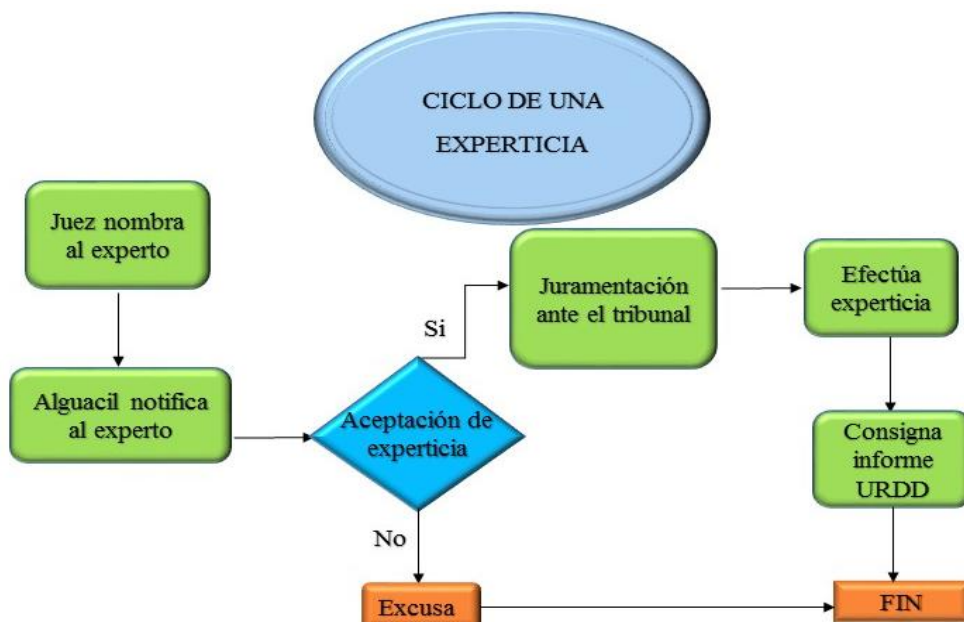 CICLO DE UNA
EXPERTICIA
Juez nombra
al experto
Alguacil notifica
al experto
Aceptación de
experticia
Si
Juramentación
ante el tribunal
Efectúa
experticia
Consigna
informe
URDD
No
Excusa
FIN